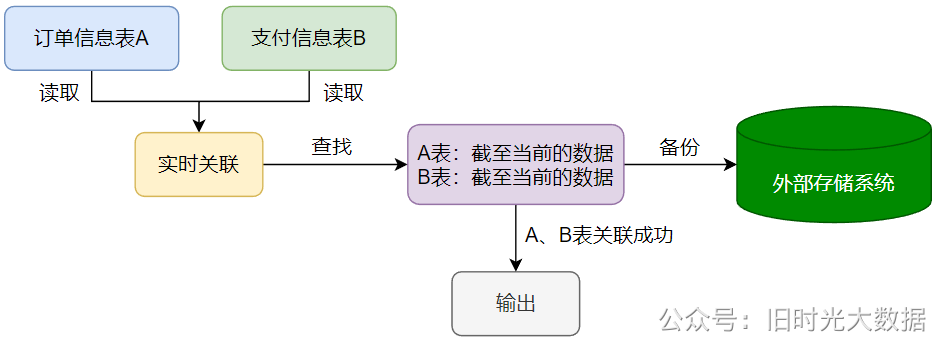 订单信息表A
支付信息表B
读取
读取
实时关联
查找
A表：截至当前的数据
B表：截至当前的数据
备份
外部存储系统
A、B表关联成功
输出
公众号：旧时光大数据